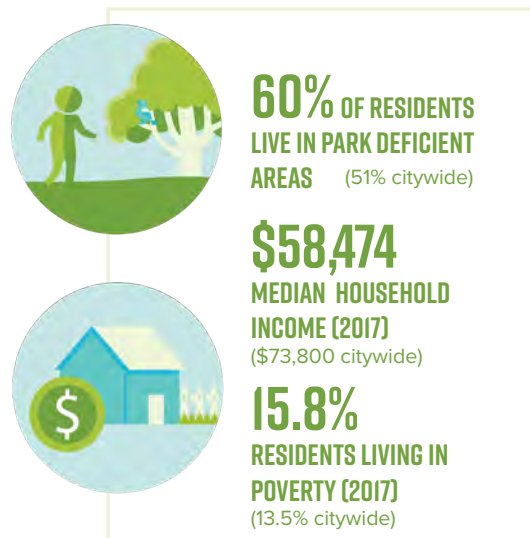 60% OF RESIDENTS
LIVE IN PARK DEFICIENT
AREAS (51% citywide)
$58,474
MEDIAN HOUSEHOLD
INCOME (2017)
($73,800 citywide)
$
15.8%
RESIDENTS LIVING IN
POVERTY (2017)
(13.5% citywide)